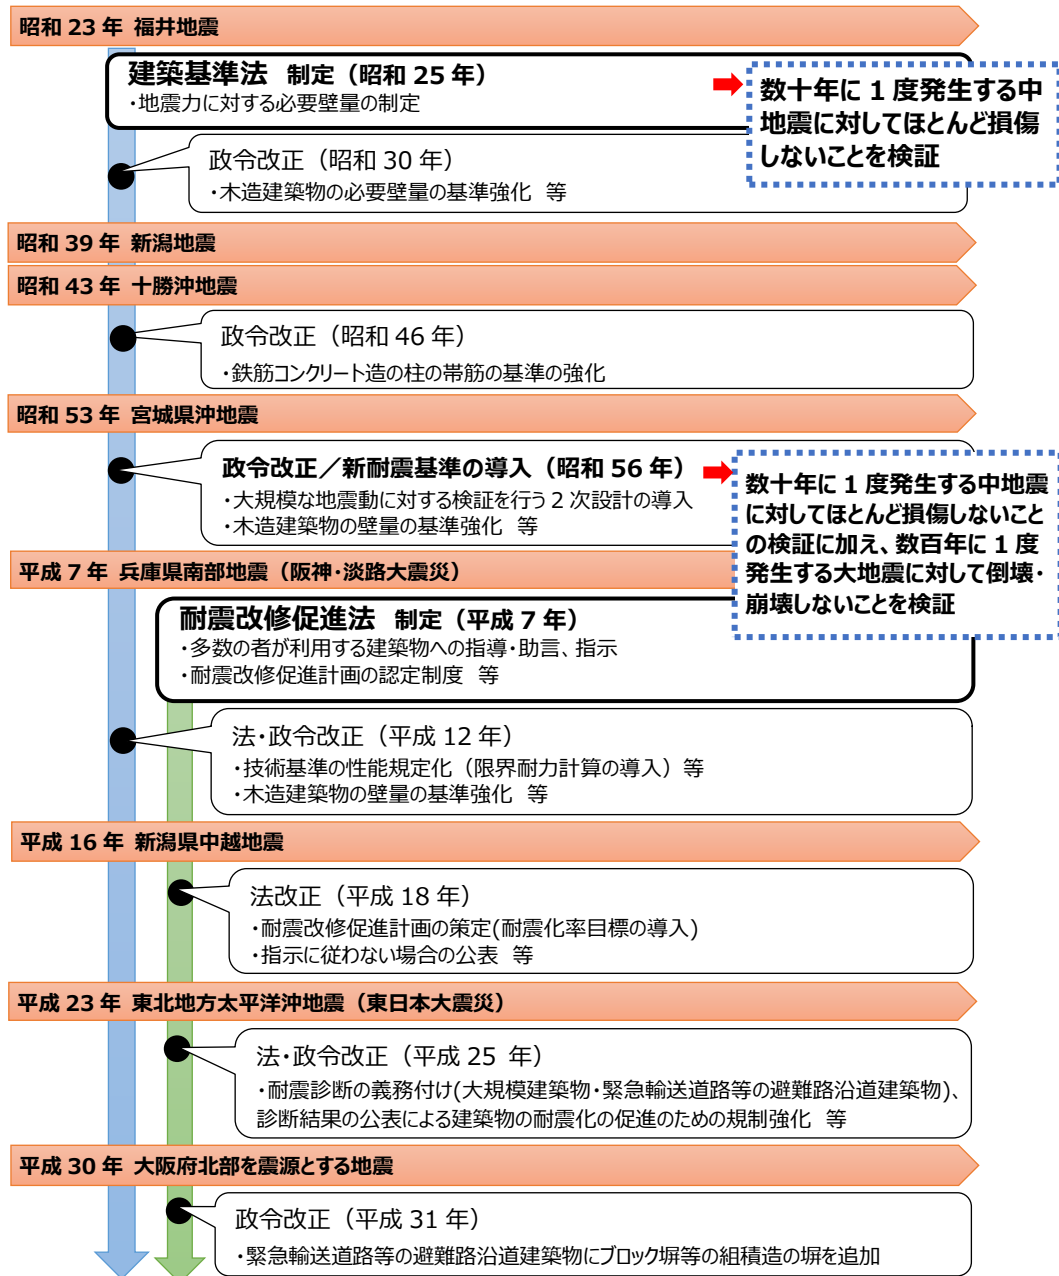 昭和 23 年 福井地震
建築基準法 制定（昭和 25 年）
・地震力に対する必要壁量の制定
数十年に 1 度発生する中
地震に対してほとんど損傷
しないことを検証
政令改正（昭和 30 年）
・木造建築物の必要壁量の基準強化 等
昭和 39 年 新潟地震
昭和 43 年 十勝沖地震
政令改正（昭和 46 年）
・鉄筋コンクリート造の柱の帯筋の基準の強化
昭和 53 年 宮城県沖地震
政令改正／新耐震基準の導入（昭和 56 年）
・大規模な地震動に対する検証を行う 2 次設計の導入
・木造建築物の壁量の基準強化 等
数十年に 1 度発生する中地震
に対してほとんど損傷しないこと
の検証に加え、数百年に 1 度
発生する大地震に対して倒壊・
崩壊しないことを検証
平成 7 年 兵庫県南部地震（阪神・淡路大震災）
耐震改修促進法 制定（平成 7 年）
・多数の者が利用する建築物への指導・助言、指示
・耐震改修促進計画の認定制度 等
法・政令改正（平成 12 年）
・技術基準の性能規定化（限界耐力計算の導入）等
・木造建築物の壁量の基準強化 等
平成 16 年 新潟県中越地震
法改正（平成 18 年）
・耐震改修促進計画の策定(耐震化率目標の導入)
・指示に従わない場合の公表 等
平成 23 年 東北地方太平洋沖地震（東日本大震災）
法・政令改正（平成 25 年）
・耐震診断の義務付け(大規模建築物・緊急輸送道路等の避難路沿道建築物)、
診断結果の公表による建築物の耐震化の促進のための規制強化 等
平成 30 年 大阪府北部を震源とする地震
政令改正（平成 31 年）
・緊急輸送道路等の避難路沿道建築物にブロック塀等の組積造の塀を追加